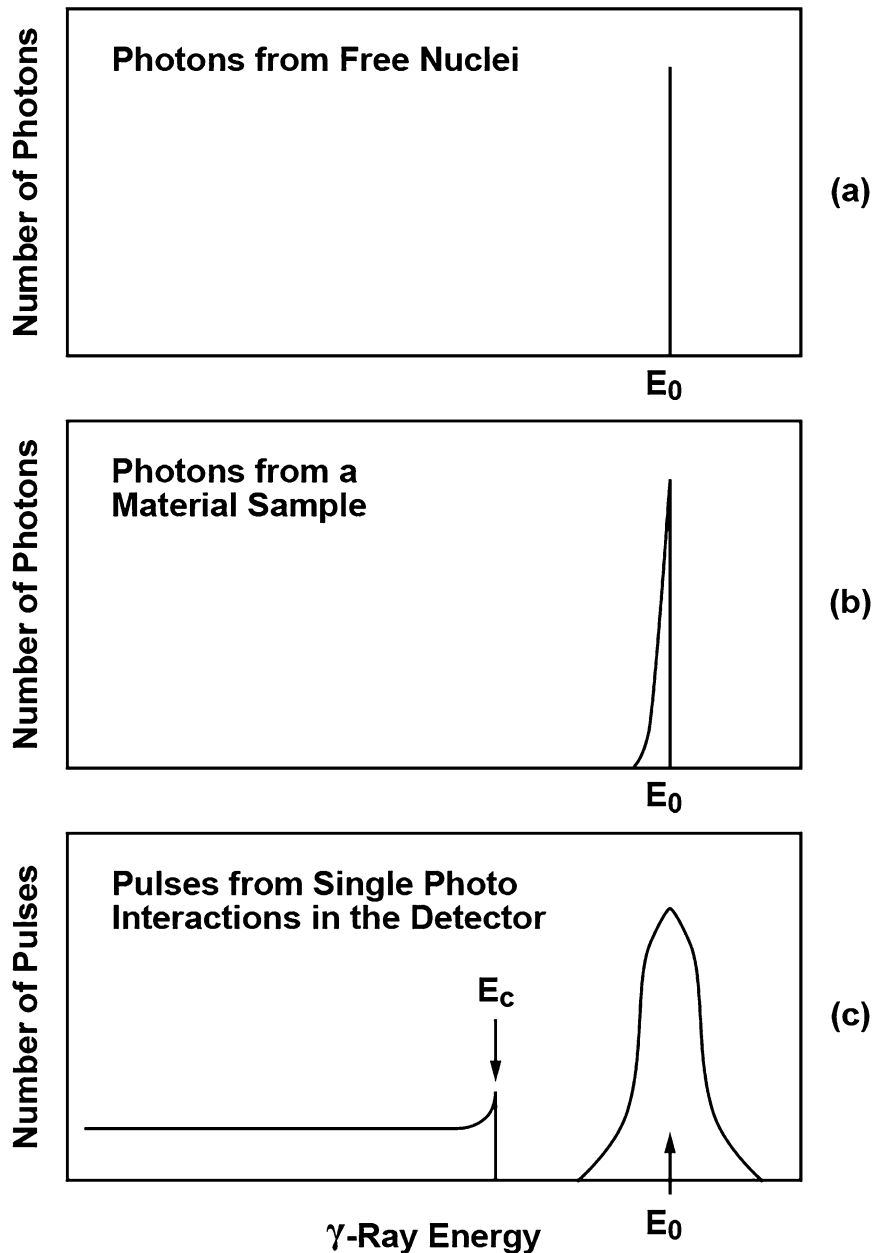 Number of Photons
Photons from Free Nuclei
(a)
E0
Number of Photons
Photons from a
Material Sample
(b)
E0
Number of Pulses
Pulses from Single Photo
Interactions in the Detector
Ec
(c)
E0
γ-Ray Energy